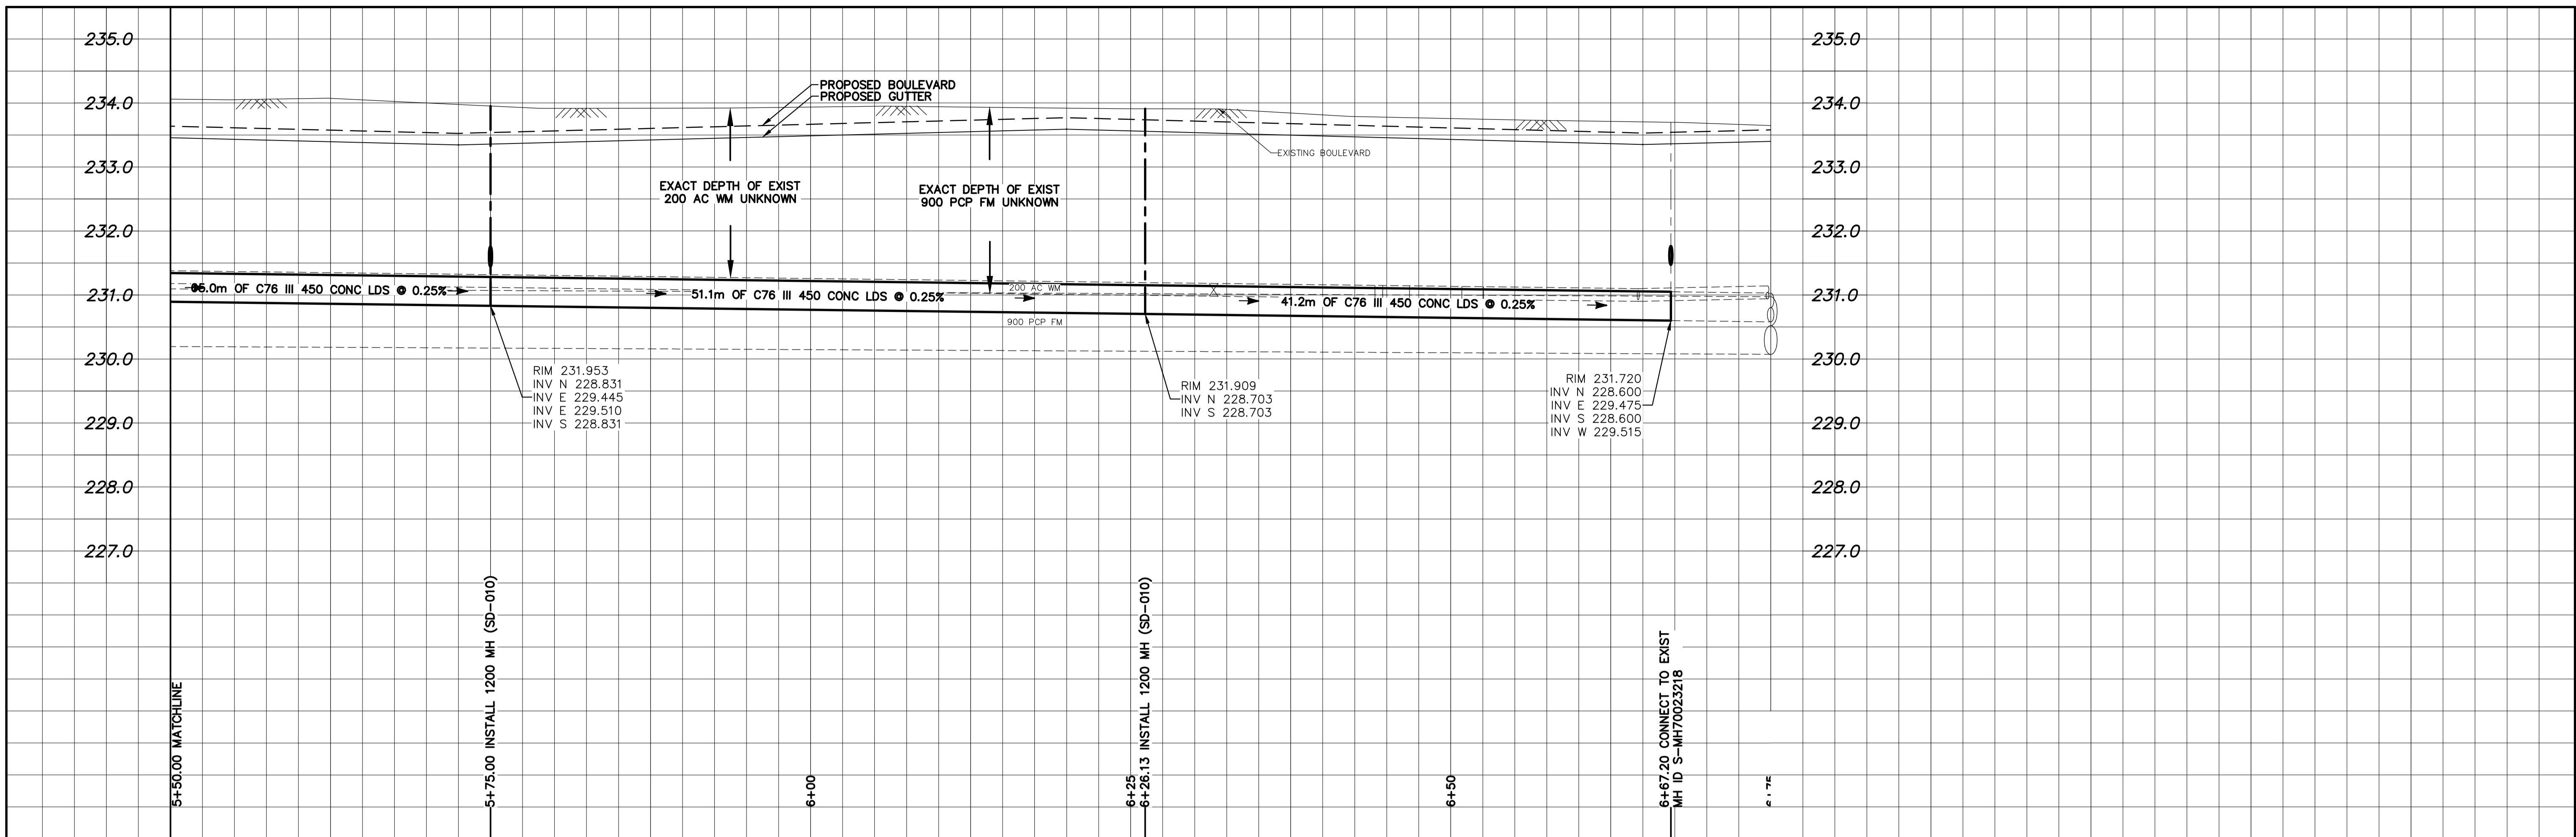 235.0
235.0
234.0
PROPOSED BOULEVARD
PROPOSED GUTTER
234.0
EXISTING BOULEVARD
233.0
233.0
EXACT DEPTH OF EXIST
200 AC WM UNKNOWN
EXACT DEPTH OF EXIST
900 PCP FM UNKNOWN
232.0
232.0
231.0
65.0m OF C76 III 450 CONC LDS @ 0.25%
51.1m OF C76 III 450 CONC LDS @ 0.25%
200 AC WM
41.2m OF C76 III 450 CONC LDS @ 0.25%
231.0
900 PCP FM
230.0
230.0
RIM 231.953
INV N 228.831
INV E 229.445
INV E 229.510
INV S 228.831
RIM 231.909
INV N 228.703
INV S 228.703
RIM 231.720
INV N 228.600
INV E 229.475
INV S 228.600
INV W 229.515
229.0
229.0
228.0
228.0
227.0
227.0
5+50.00 MATCHLINE
5+75.00 INSTALL 1200 MH (SD-010)
6+00
6+25
6+26.13 INSTALL 1200 MH (SD-010)
6+50
6+67.20 CONNECT TO EXIST
MH ID S-MH70023218